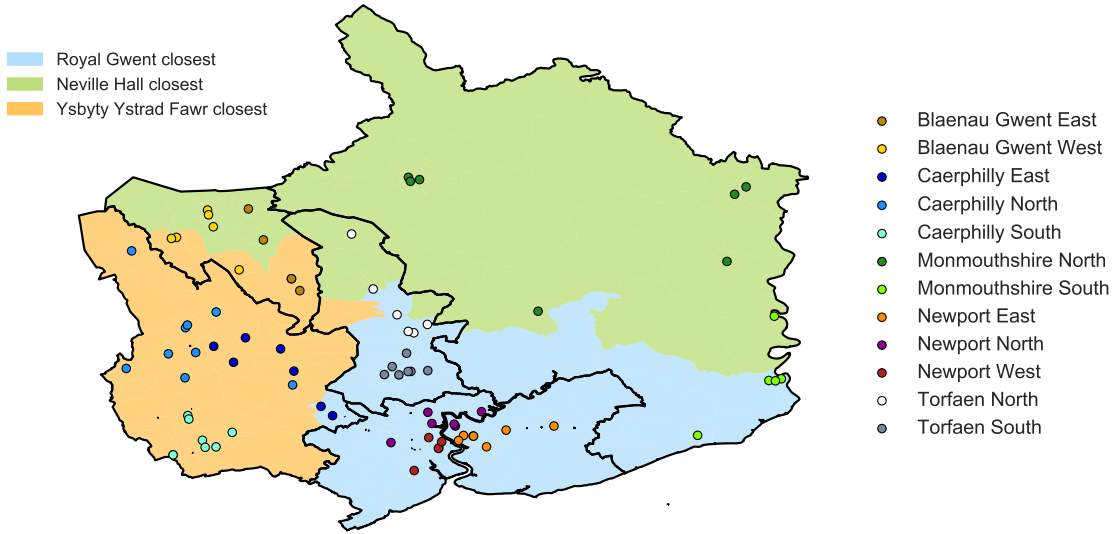 Royal Gwent closest
Neville Hall closest
Ysbyty Ystrad Fawr closest
Blaenau Gwent East
Blaenau Gwent West
Caerphilly East
Caerphilly North
Caerphilly South
Monmouthshire North
Monmouthshire South
Newport East
Newport North
Newport West
Torfaen North
Torfaen South